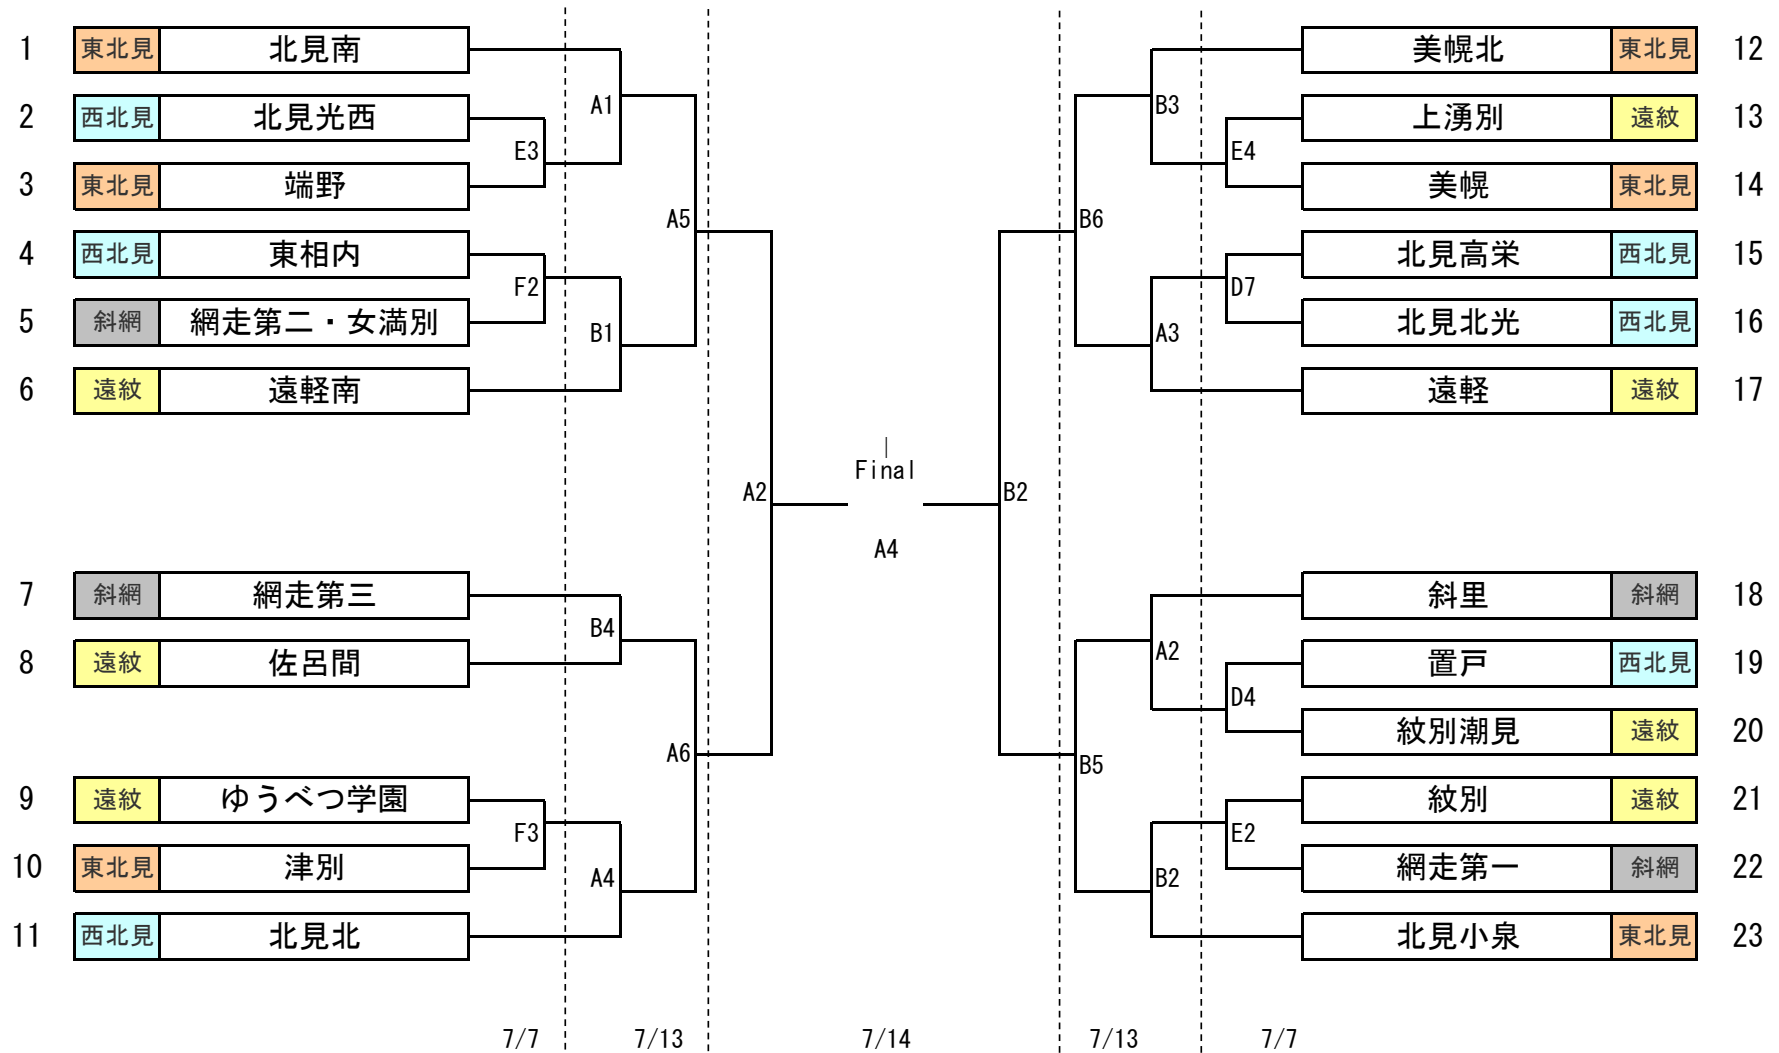 1 東北見 北見南
2 西北見 北見光西
3 東北見 端野
4 西北見 東相内
5 斜網 網走第二・女満別
6 遠紋 遠軽南
7 斜網 網走第三
8 遠紋 佐呂間
9 遠紋 ゆうべつ学園
10 東北見 津別
11 西北見 北見北
E3
F2
F3
A1
B1
B4
A4
A5
A6
A2
Final
A4
B2
B6
B5
B3
A3
A2
B2
E4
D7
D4
E2
美幌北 東北見 12
上湧別 遠紋 13
美幌 東北見 14
北見高栄 西北見 15
北見北光 西北見 16
遠軽 遠紋 17
斜里 斜網 18
置戸 西北見 19
紋別潮見 遠紋 20
紋別 遠紋 21
網走第一 斜網 22
北見小泉 東北見 23
7/7 7/13 7/14 7/13 7/7